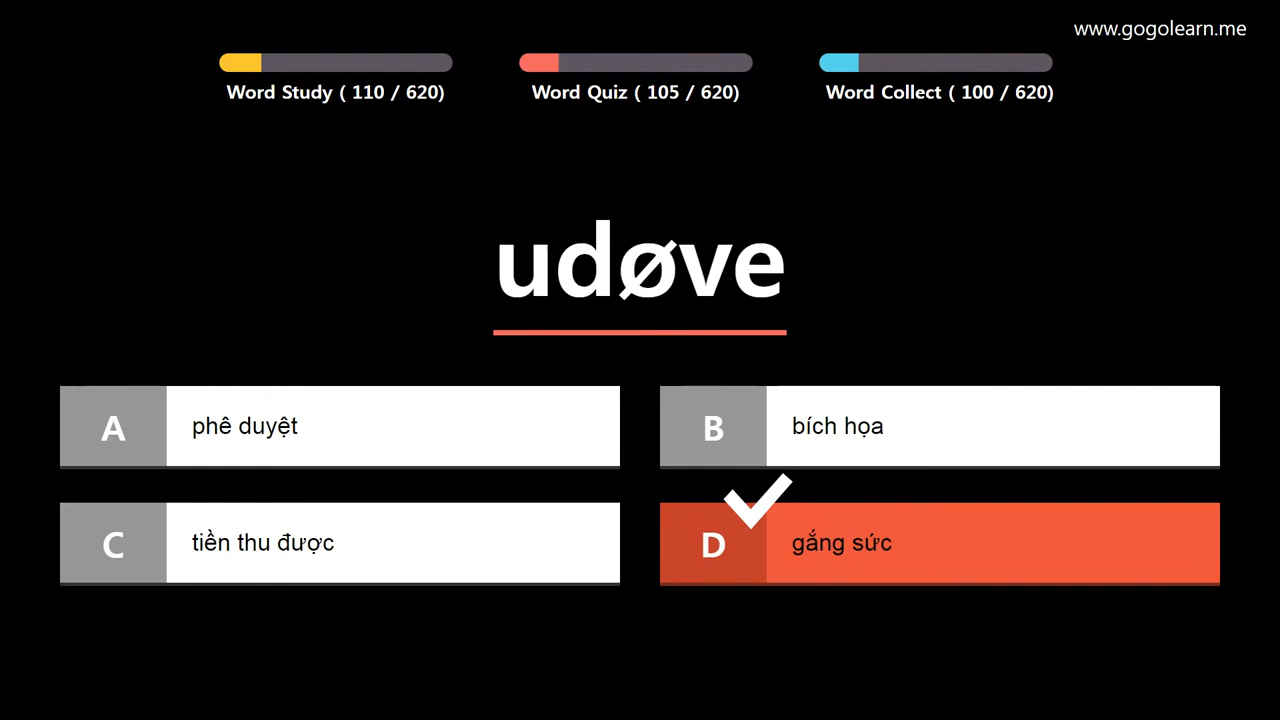 www.gogolearn.me
Word Study ( 110 / 620)
Word Quiz ( 105 / 620)
Word Collect ( 100 / 620)
udøve
A
phê duyệt
B
bích họa
C
tiền thu được
D
gắng sức